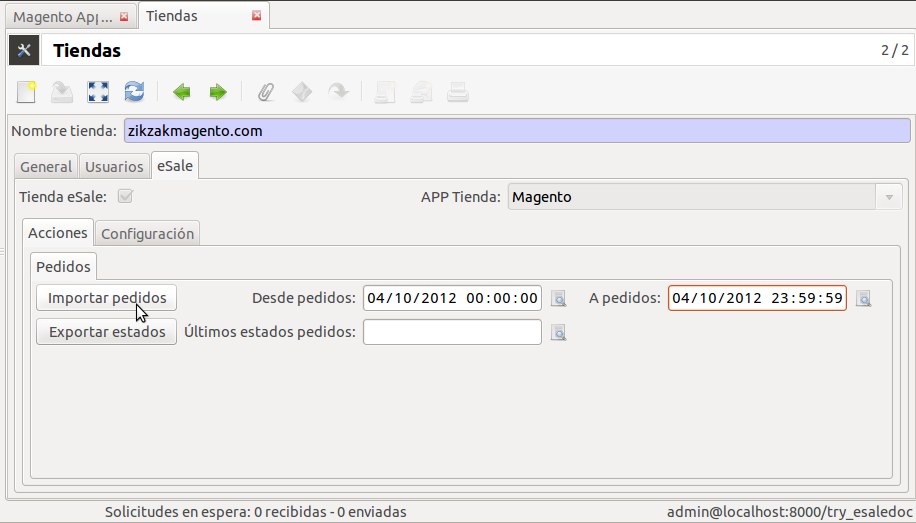 Magento App... Tiendas
Tiendas 2 / 2
Nombre tienda: zikzakmagento.com
General Usuarios eSale
Tienda eSale: APP Tienda: Magento
Acciones Configuración
Pedidos
Importar pedidos Desde pedidos: 04/10/2012 00:00:00 A pedidos: 04/10/2012 23:59:59
Exportar estados Últimos estados pedidos:
Solicitudes en espera: 0 recibidas - 0 enviadas admin@localhost:8000/try_esaledoc